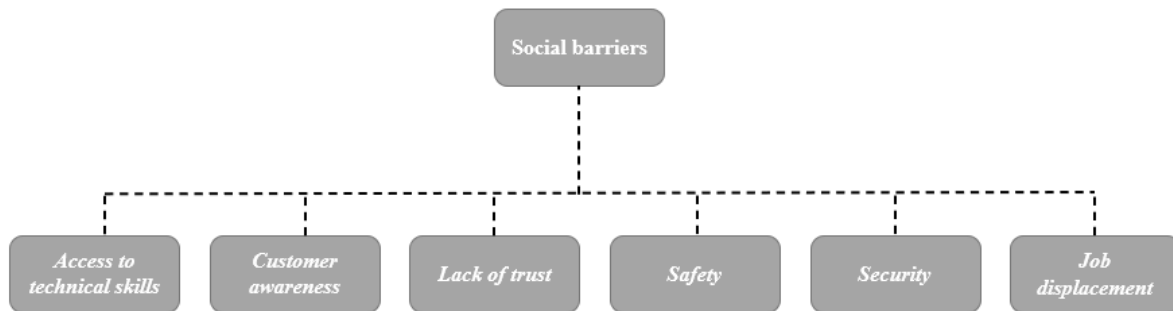 Social barriers
Access to
technical skills
Customer
awareness
Lack of trust
Safety
Security
Job
displacement